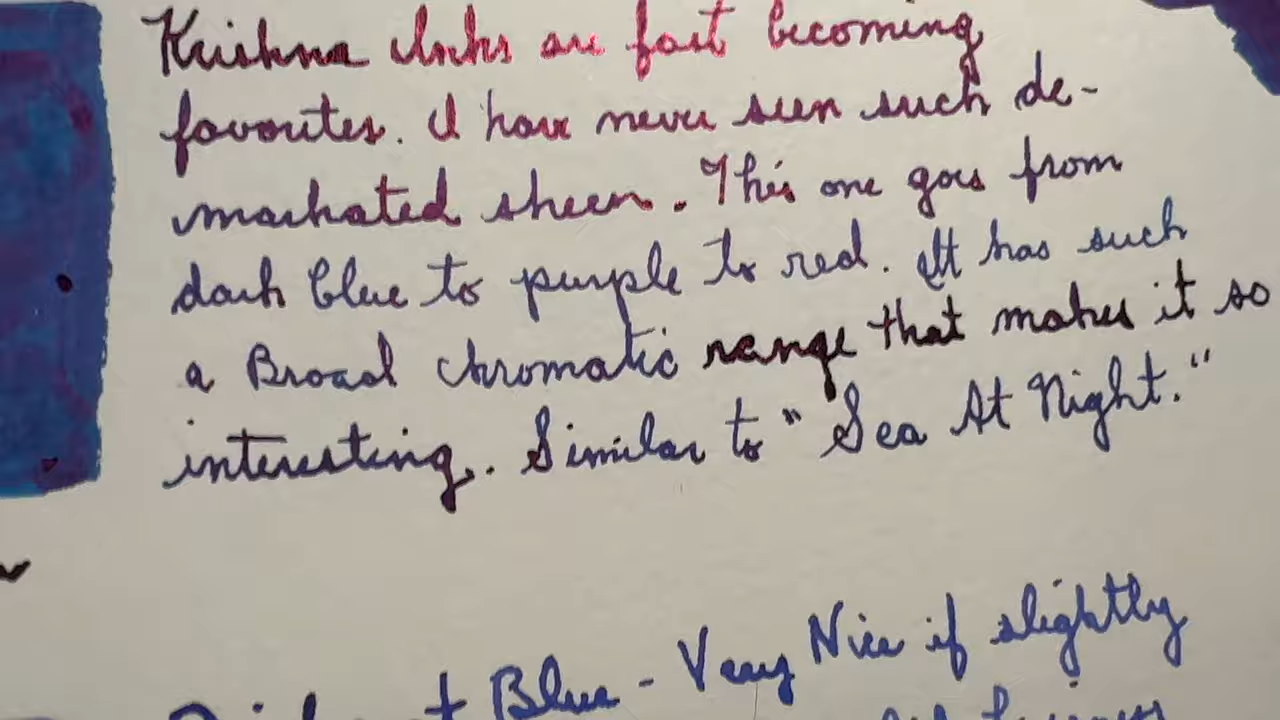 Krishna Inks are fast becoming
favorites. I have never seen such de-
markated sheen. This one goes from
dark blue to purple to red. It has such
a Broad chromatic range that makes it so
interesting. Similar to "Sea At Night."
Blue - Very Nice if slightly